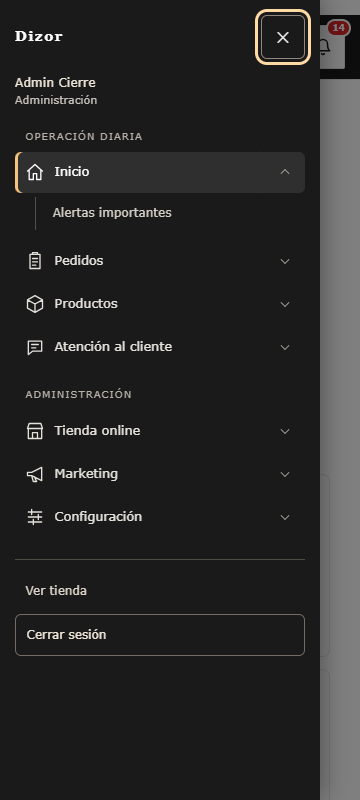 Dizor
14
Admin Cierre
Administración
OPERACIÓN DIARIA
Inicio
Alertas importantes
Pedidos
Productos
Atención al cliente
ADMINISTRACIÓN
Tienda online
Marketing
Configuración
Ver tienda
Cerrar sesión